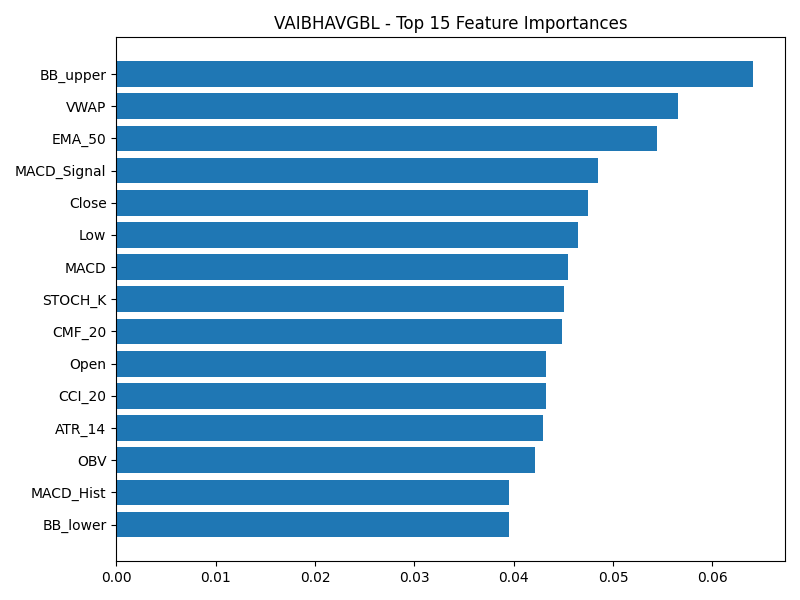 VAIBHAVGBL - Top 15 Feature Importances
BB_upper
VWAP
EMA_50
MACD_Signal
Close
Low
MACD
STOCH_K
CMF_20
Open
CCI_20
ATR_14
OBV
MACD_Hist
BB_lower
0.00 0.01 0.02 0.03 0.04 0.05 0.06